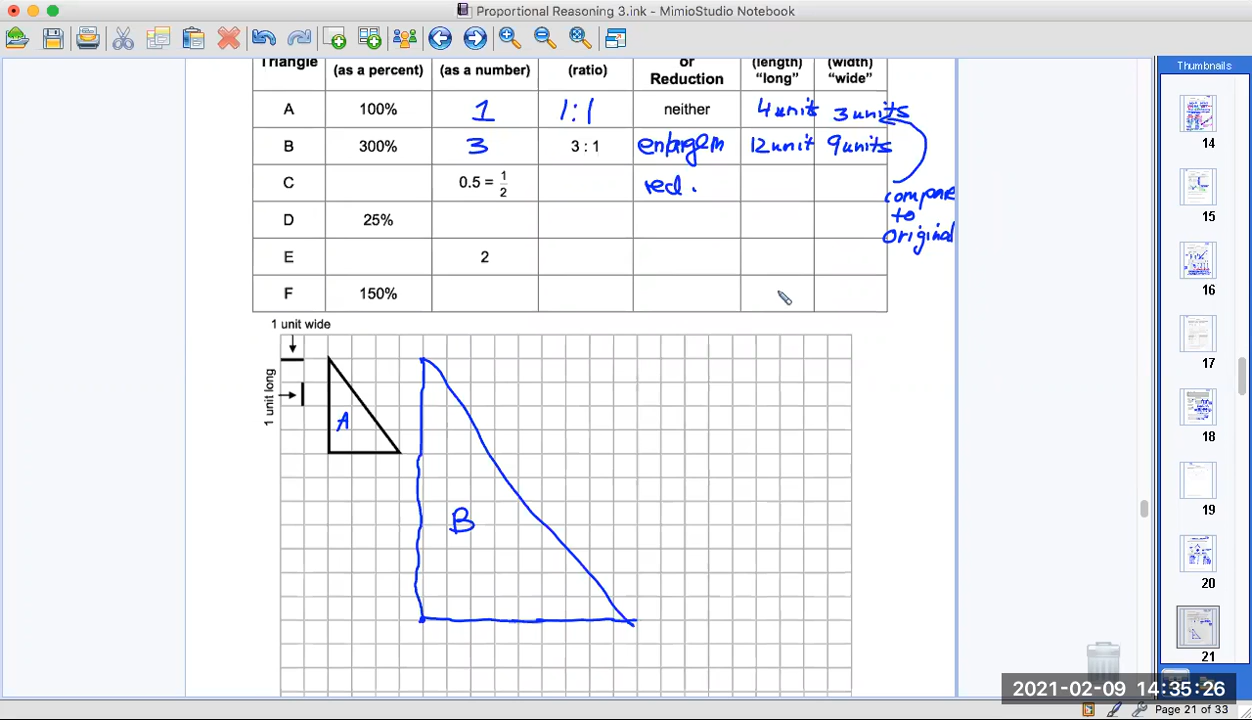 Proportional Reasoning 3.ink - MimioStudio Notebook
Triangle (as a percent) (as a number) (ratio) or Reduction (length) "long" (width) "wide"
A 100% 1 1:1 neither 4 unit 3 units
B 300% 3 3 : 1 enlargem 12 unit 9 units
C 0.5 = 1/2 red.
compare
to
original
D 25%
E 2
F 150%
1 unit wide
1 unit long
A
B
Thumbnails
14
15
16
17
18
19
20
21
2021-02-09 14:35:26
Page 21 of 33